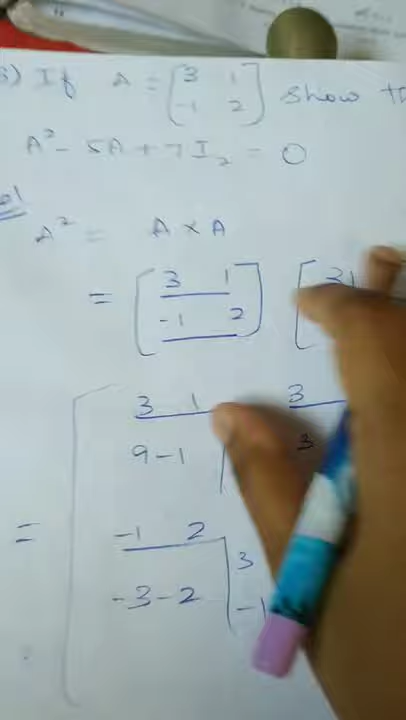 3) If A = [3 1
-1 2] show th
A² - 5A + 7I₂ = 0
Sol
A² = A × A
= [3 1
-1 2] [3 1
= [3 1 3
9-1 3
-1 2
3
-3-2 -1